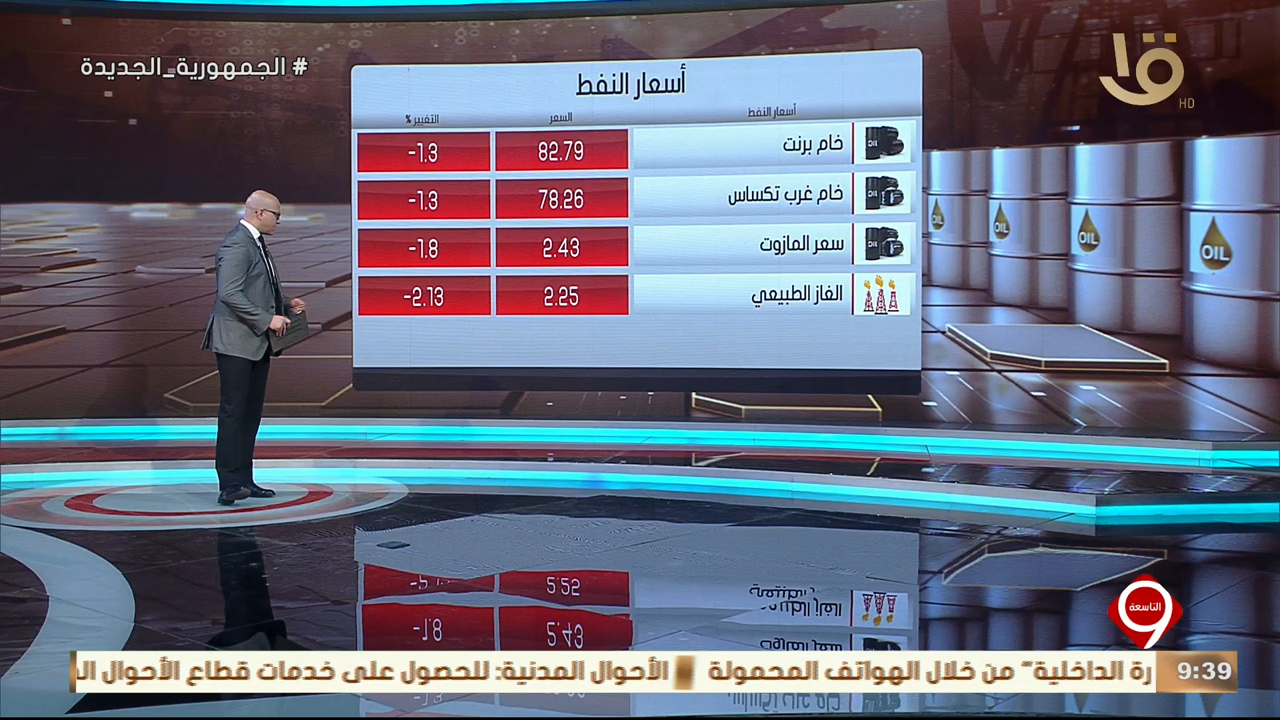 # الجمهورية_الجديدة
HD
أسعار النفط
أسعار النفط السعر التغيير %
خام برنت 82.79 -1.3
خام غرب تكساس 78.26 -1.3
سعر المازوت 2.43 -1.8
الغاز الطبيعي 2.25 -2.13
OIL
OIL
OIL
OIL
التاسعة
9
9:39
رة الداخلية" من خلال الهواتف المحمولة الأحوال المدنية: للحصول على خدمات قطاع الأحوال الم